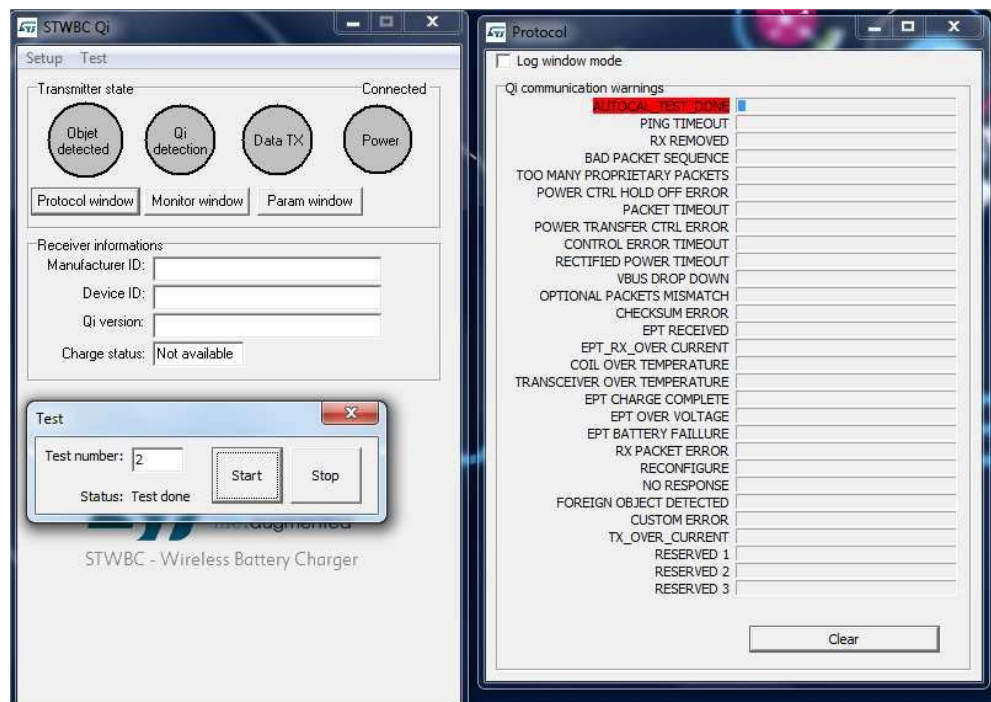 STWBC Qi
Setup Test
Transmitter state
Connected
Objet
detected
Qi
detection
Data TX
Power
Protocol window
Monitor window
Param window
Receiver informations
Manufacturer ID:
Device ID:
Qi version:
Charge status: Not available
Test
Test number: 2
Start
Stop
Status: Test done
STWBC - Wireless Battery Charger
Protocol
Log window mode
Qi communication warnings
AUTOCAL_TEST_DONE
PING TIMEOUT
RX REMOVED
BAD PACKET SEQUENCE
TOO MANY PROPRIETARY PACKETS
POWER CTRL HOLD OFF ERROR
PACKET TIMEOUT
POWER TRANSFER CTRL ERROR
CONTROL ERROR TIMEOUT
RECTIFIED POWER TIMEOUT
VBUS DROP DOWN
OPTIONAL PACKETS MISMATCH
CHECKSUM ERROR
EPT RECEIVED
EPT_RX_OVER CURRENT
COIL OVER TEMPERATURE
TRANSCEIVER OVER TEMPERATURE
EPT CHARGE COMPLETE
EPT OVER VOLTAGE
EPT BATTERY FAILLURE
RX PACKET ERROR
RECONFIGURE
NO RESPONSE
FOREIGN OBJECT DETECTED
CUSTOM ERROR
TX_OVER_CURRENT
RESERVED 1
RESERVED 2
RESERVED 3
Clear